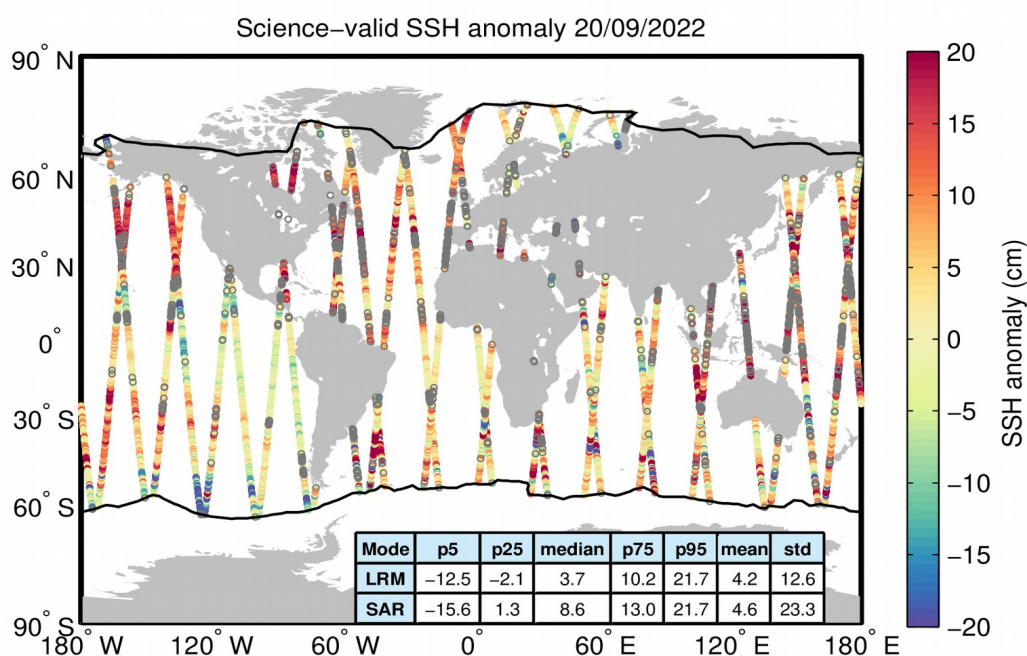 Science−valid SSH anomaly 20/09/2022
90° N
60° N
30° N
0°
30° S
60° S
90° S
180° W
120° W
60° W
0°
60° E
120° E
180° E
Mode p5 p25 median p75 p95 mean std
LRM −12.5 −2.1 3.7 10.2 21.7 4.2 12.6
SAR −15.6 1.3 8.6 13.0 21.7 4.6 23.3
20
15
10
5
0
−5
−10
−15
−20
SSH anomaly (cm)